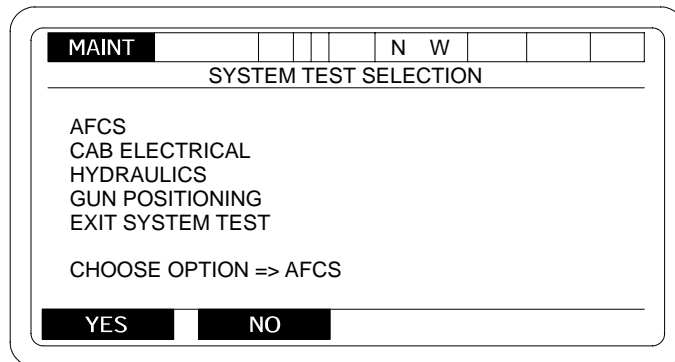 MAINT N W
SYSTEM TEST SELECTION
AFCS
CAB ELECTRICAL
HYDRAULICS
GUN POSITIONING
EXIT SYSTEM TEST
CHOOSE OPTION => AFCS
YES NO